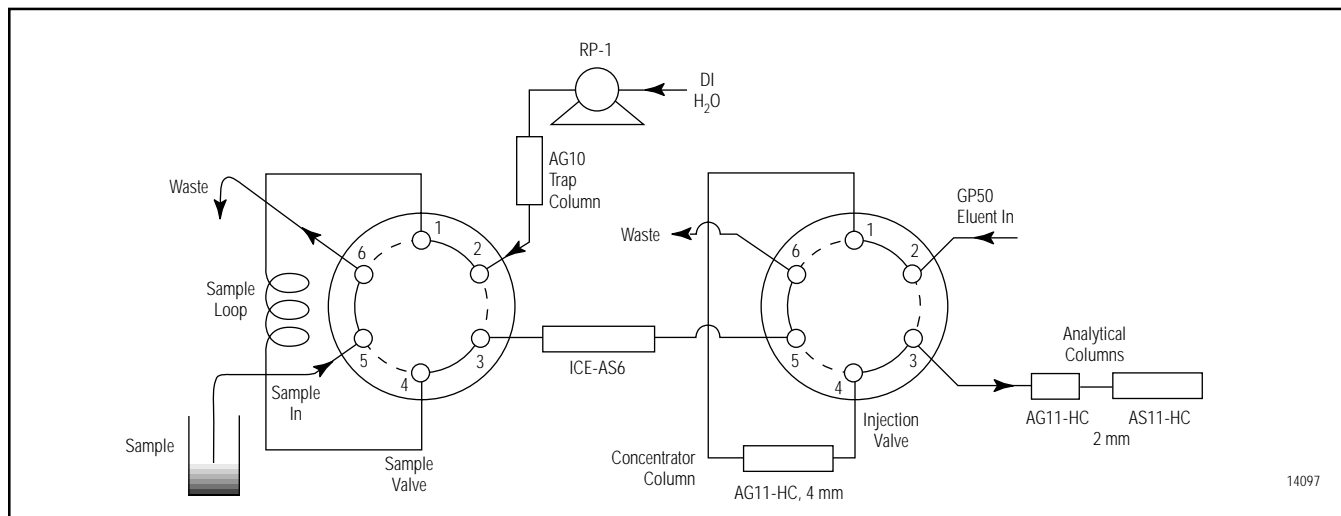 RP-1
DI
H2O
AG10
Trap
Column
Waste
1
2
3
4
5
6
Sample
Loop
Sample
In
Sample
Sample
Valve
ICE-AS6
GP50
Eluent In
Waste
1
2
3
4
5
6
Injection
Valve
Concentrator
Column
AG11-HC, 4 mm
Analytical
Columns
AG11-HC
AS11-HC
2 mm
14097